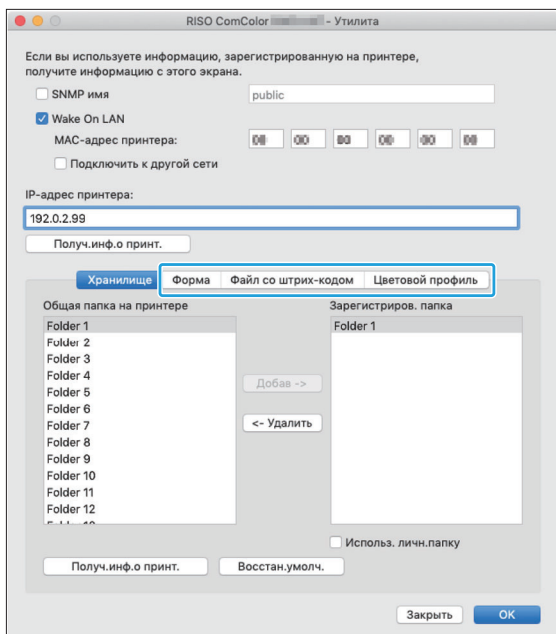 RISO ComColor - Утилита
Если вы используете информацию, зарегистрированную на принтере,
получите информацию с этого экрана.
SNMP имя
public
Wake On LAN
MAC-адрес принтера:
Подключить к другой сети
IP-адрес принтера:
192.0.2.99
Получ.инф.о принт.
Хранилище Форма Файл со штрих-кодом Цветовой профиль
Общая папка на принтере
Зарегистриров. папка
Folder 1
Folder 2
Folder 3
Folder 4
Folder 5
Folder 6
Folder 7
Folder 8
Folder 9
Folder 10
Folder 11
Folder 12
Folder 1
Добав ->
<- Удалить
Использ. личн.папку
Получ.инф.о принт.
Восстан.умолч.
Закрыть
OK